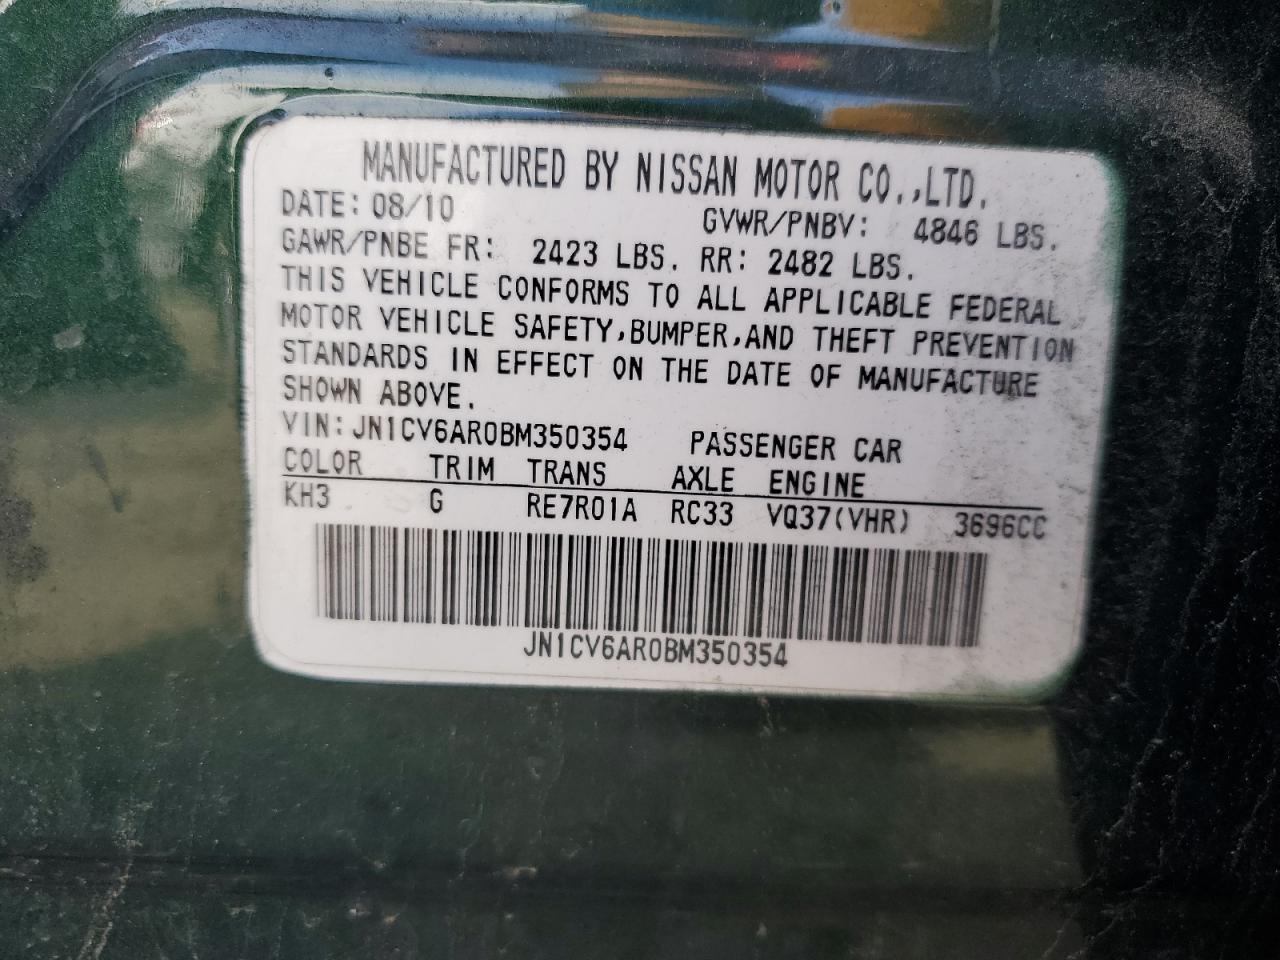 MANUFACTURED BY NISSAN MOTOR CO.,LTD.
DATE: 08/10 GVWR/PNBV: 4846 LBS.
GAWR/PNBE FR: 2423 LBS. RR: 2482 LBS.
THIS VEHICLE CONFORMS TO ALL APPLICABLE FEDERAL
MOTOR VEHICLE SAFETY,BUMPER,AND THEFT PREVENTION
STANDARDS IN EFFECT ON THE DATE OF MANUFACTURE
SHOWN ABOVE.
VIN:JN1CV6AR0BM350354 PASSENGER CAR
COLOR TRIM TRANS AXLE ENGINE
KH3 G RE7R01A RC33 VQ37(VHR) 3696CC
JN1CV6AR0BM350354